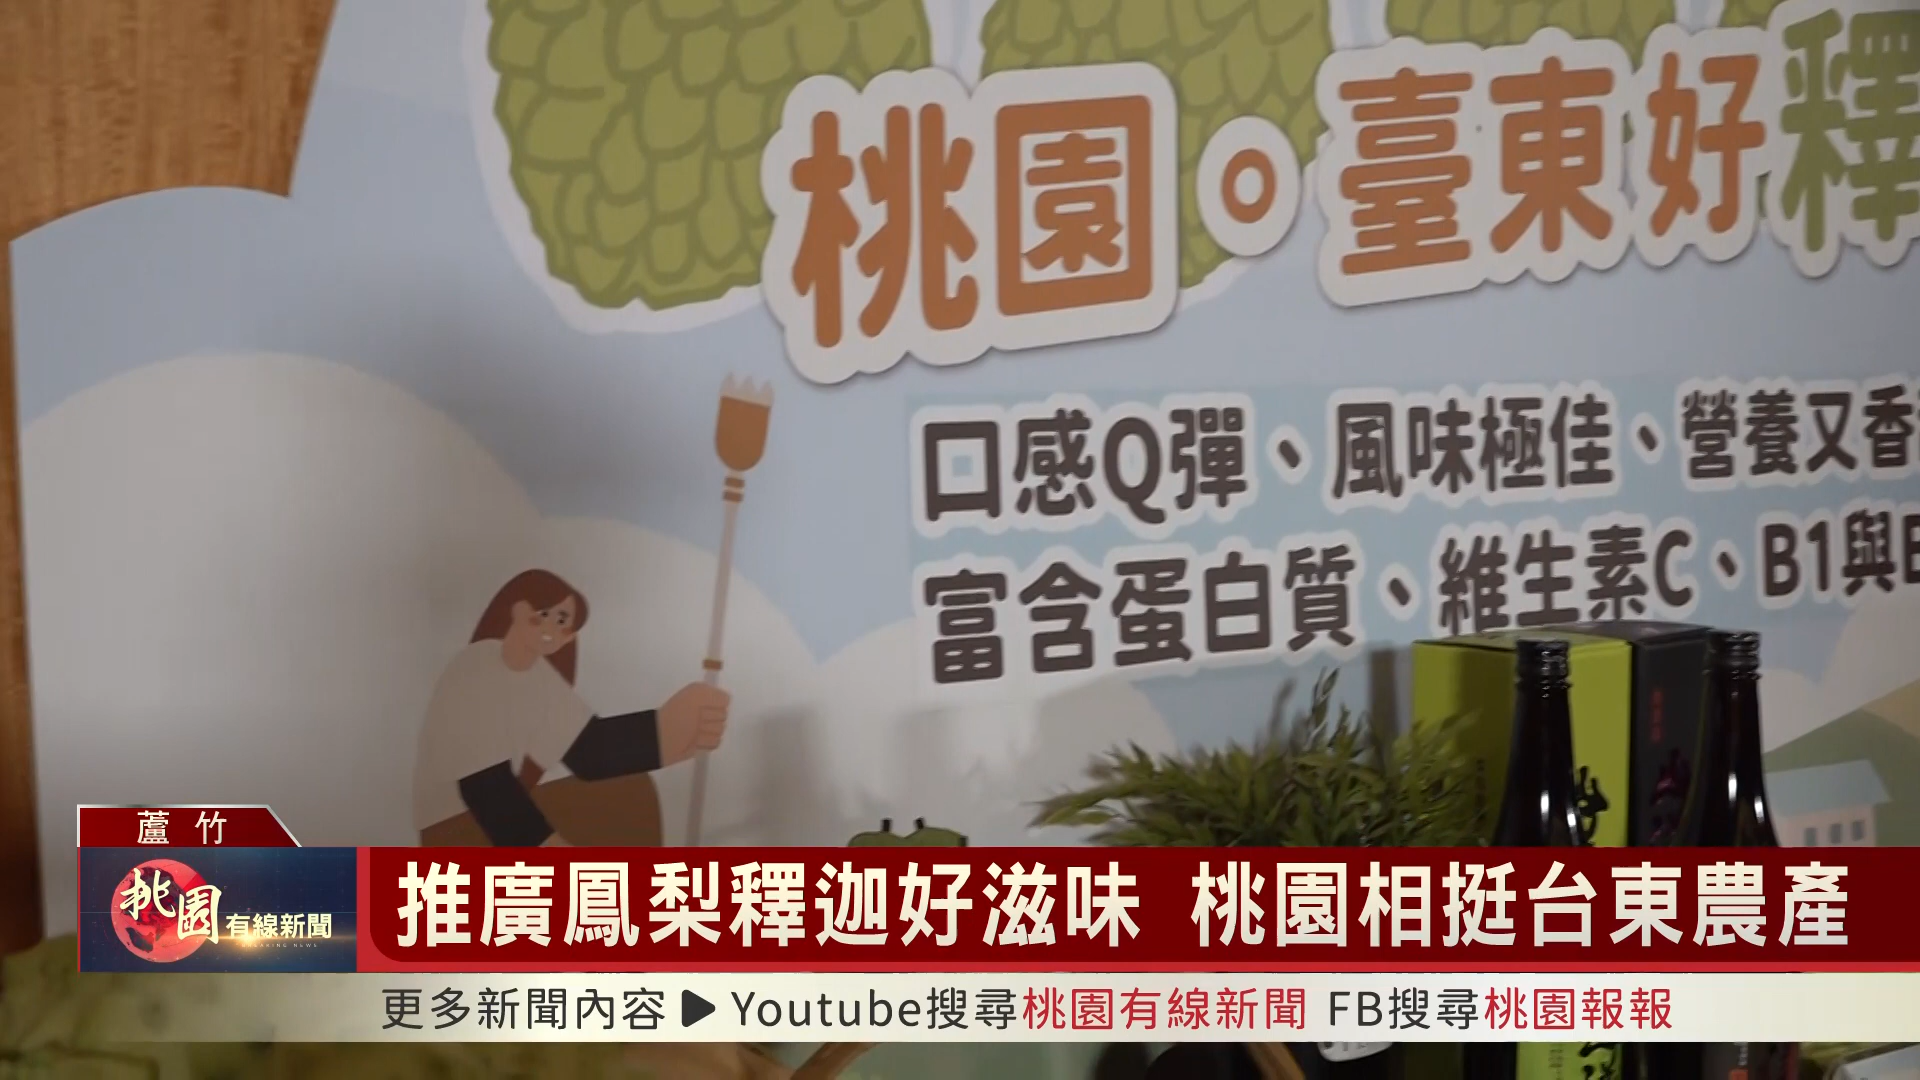 桃園。臺東好釋
口感Q彈、風味極佳、營養又香
富含蛋白質、維生素C、B1與B
蘆竹
桃園有線新聞
BREAKING NEWS
推廣鳳梨釋迦好滋味 桃園相挺台東農產
更多新聞內容▶Youtube搜尋桃園有線新聞 FB搜尋桃園報報